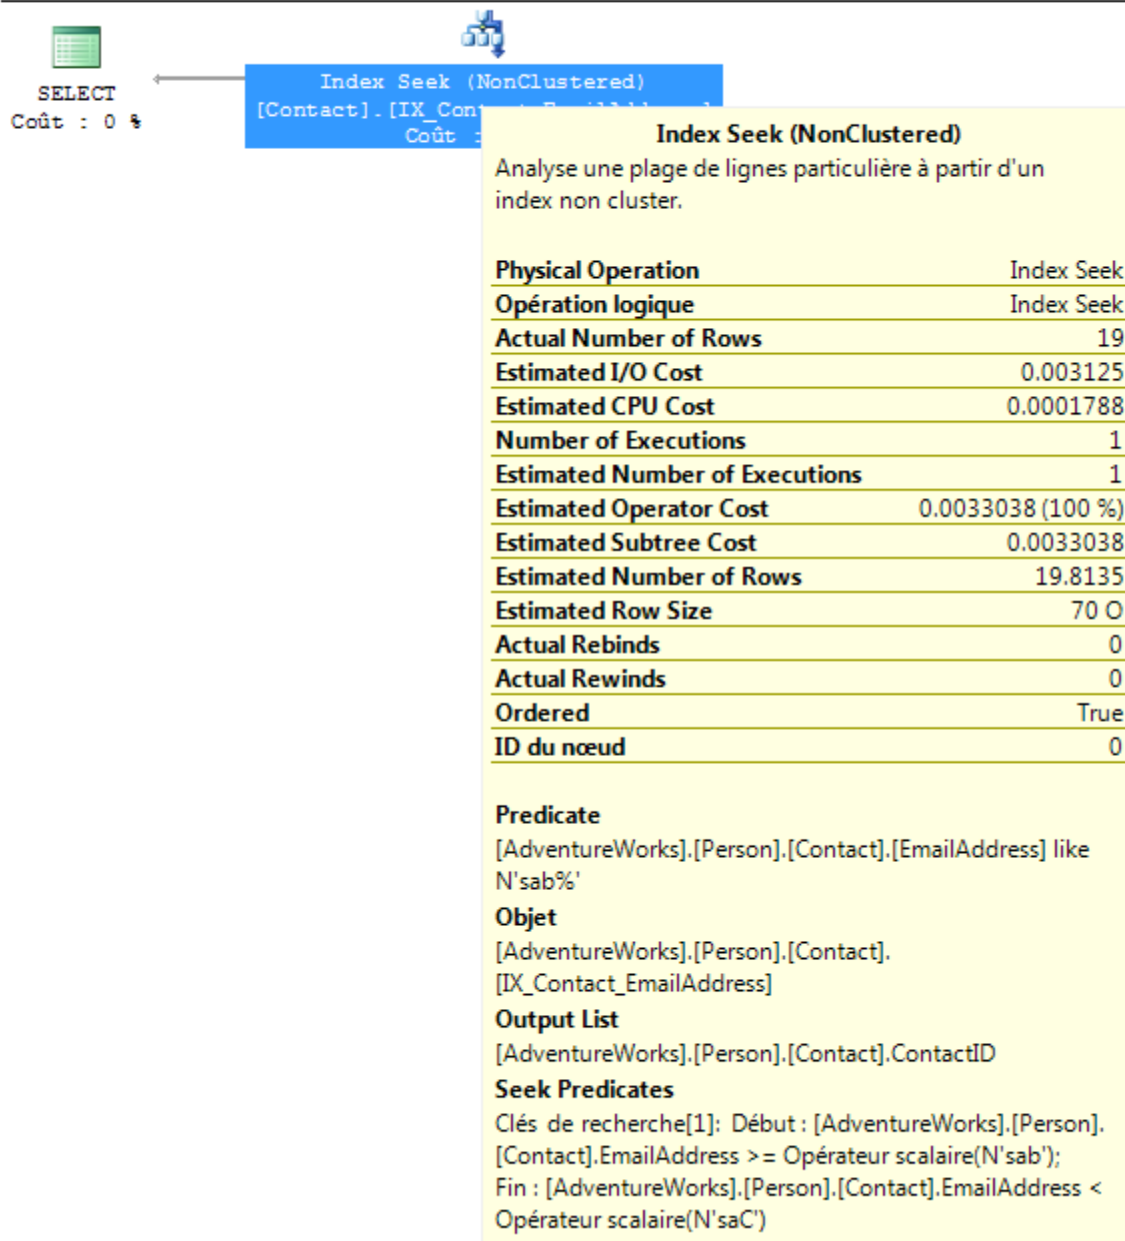 SELECT
Coût : 0 %
Index Seek (NonClustered)
[Contact].[IX_Con
Coût :
Index Seek (NonClustered)
Analyse une plage de lignes particulière à partir d'un
index non cluster.
Physical Operation Index Seek
Opération logique Index Seek
Actual Number of Rows 19
Estimated I/O Cost 0.003125
Estimated CPU Cost 0.0001788
Number of Executions 1
Estimated Number of Executions 1
Estimated Operator Cost 0.0033038 (100 %)
Estimated Subtree Cost 0.0033038
Estimated Number of Rows 19.8135
Estimated Row Size 70 O
Actual Rebinds 0
Actual Rewinds 0
Ordered True
ID du nœud 0
Predicate
[AdventureWorks].[Person].[Contact].[EmailAddress] like
N'sab%'
Objet
[AdventureWorks].[Person].[Contact].
[IX_Contact_EmailAddress]
Output List
[AdventureWorks].[Person].[Contact].ContactID
Seek Predicates
Clés de recherche[1]: Début : [AdventureWorks].[Person].
[Contact].EmailAddress >= Opérateur scalaire(N'sab');
Fin : [AdventureWorks].[Person].[Contact].EmailAddress <
Opérateur scalaire(N'saC')